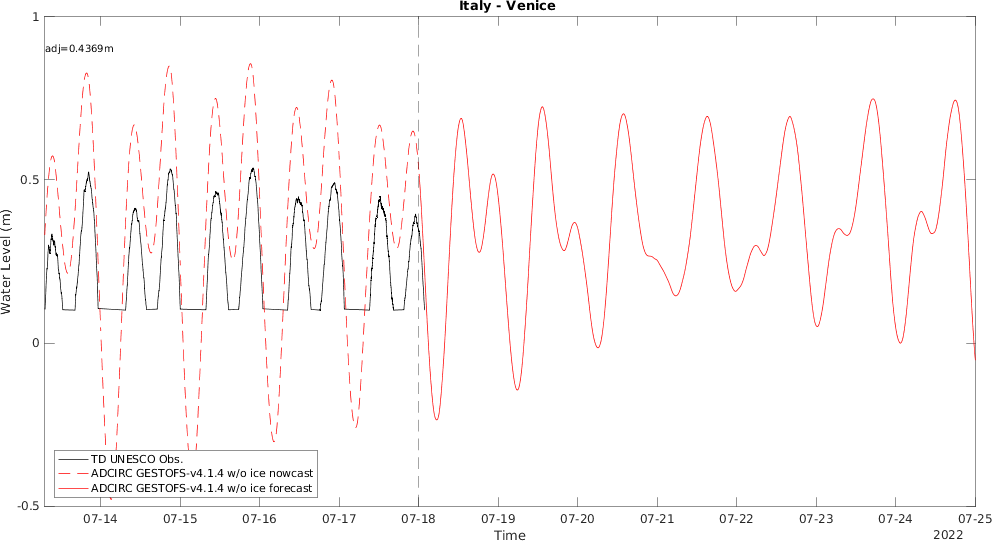 Italy - Venice
1
adj=0.4369m
0.5
0
-0.5
Water Level (m)
TD UNESCO Obs.
ADCIRC GESTOFS-v4.1.4 w/o ice nowcast
ADCIRC GESTOFS-v4.1.4 w/o ice forecast
07-14 07-15 07-16 07-17 07-18 07-19 07-20 07-21 07-22 07-23 07-24 07-25
Time
2022